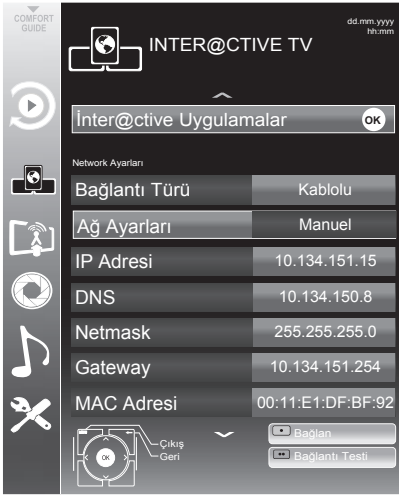 COMFORT
GUIDE
INTER@CTIVE TV
dd.mm.yyyy
hh:mm
İnter@ctive Uygulamalar OK
Network Ayarları
Bağlantı Türü Kablolu
Ağ Ayarları Manuel
IP Adresi 10.134.151.15
DNS 10.134.150.8
Netmask 255.255.255.0
Gateway 10.134.151.254
MAC Adresi 00:11:E1:DF:BF:92
Çıkış
Geri
OK
Bağlan
Bağlantı Testi